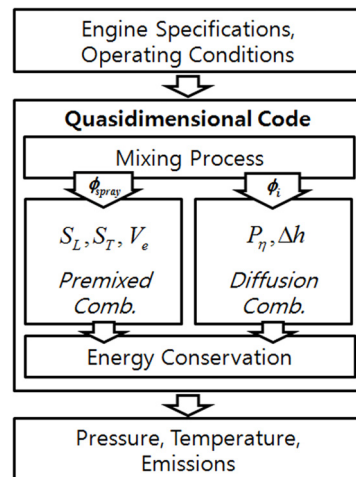 Engine Specifications,
Operating Conditions
Quasidimensional Code
Mixing Process
ϕspray
ϕi
SL, ST, Ve
Premixed
Comb.
Pη, Δh
Diffusion
Comb.
Energy Conservation
Pressure, Temperature,
Emissions